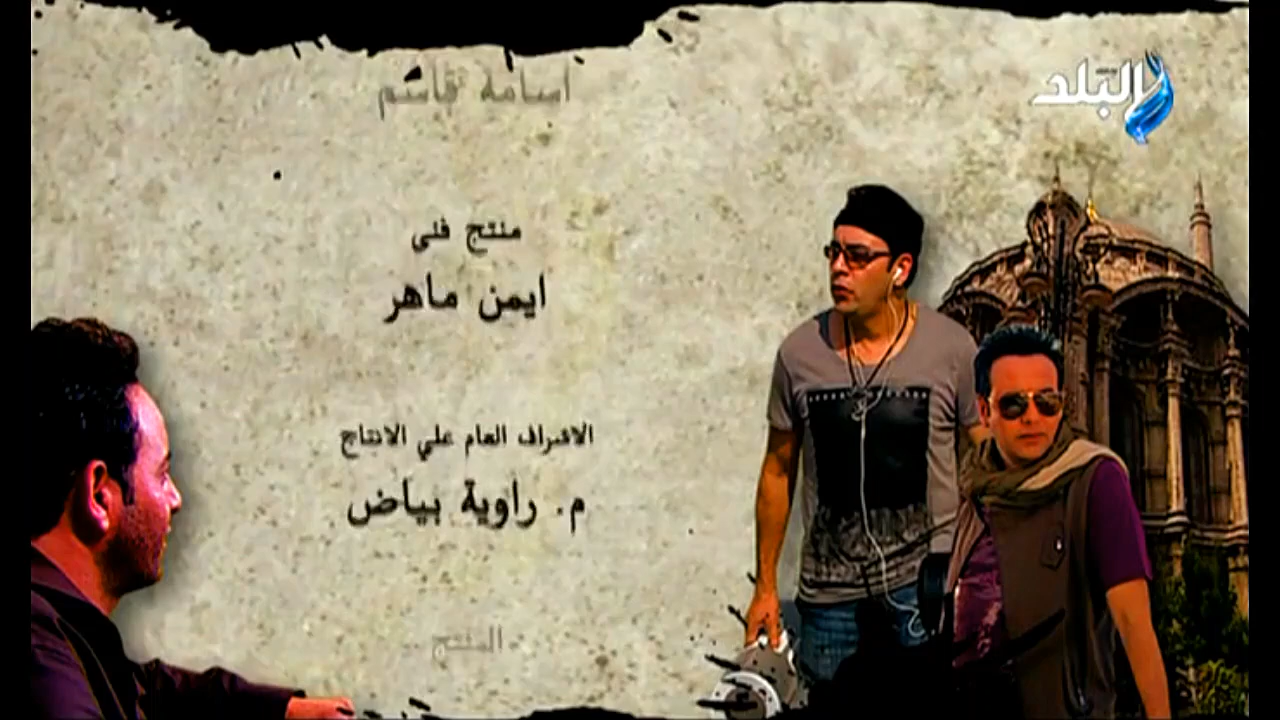 البلد
اسامة قاسم
منتج فنى
ايمن ماهر
الاشراف العام علي الانتاج
م. راوية بياض
المنتج